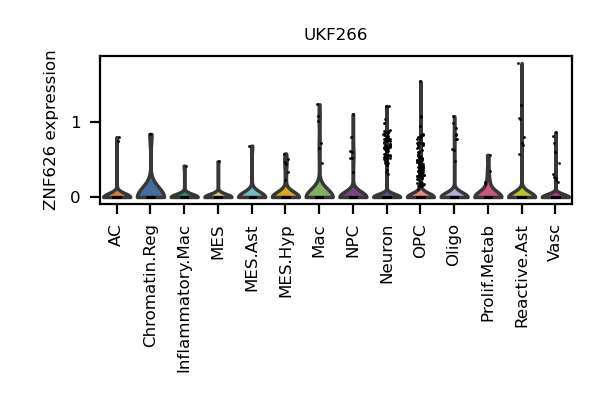 UKF266
ZNF626 expression
1
0
AC
Chromatin.Reg
Inflammatory.Mac
MES
MES.Ast
MES.Hyp
Mac
NPC
Neuron
OPC
Oligo
Prolif.Metab
Reactive.Ast
Vasc